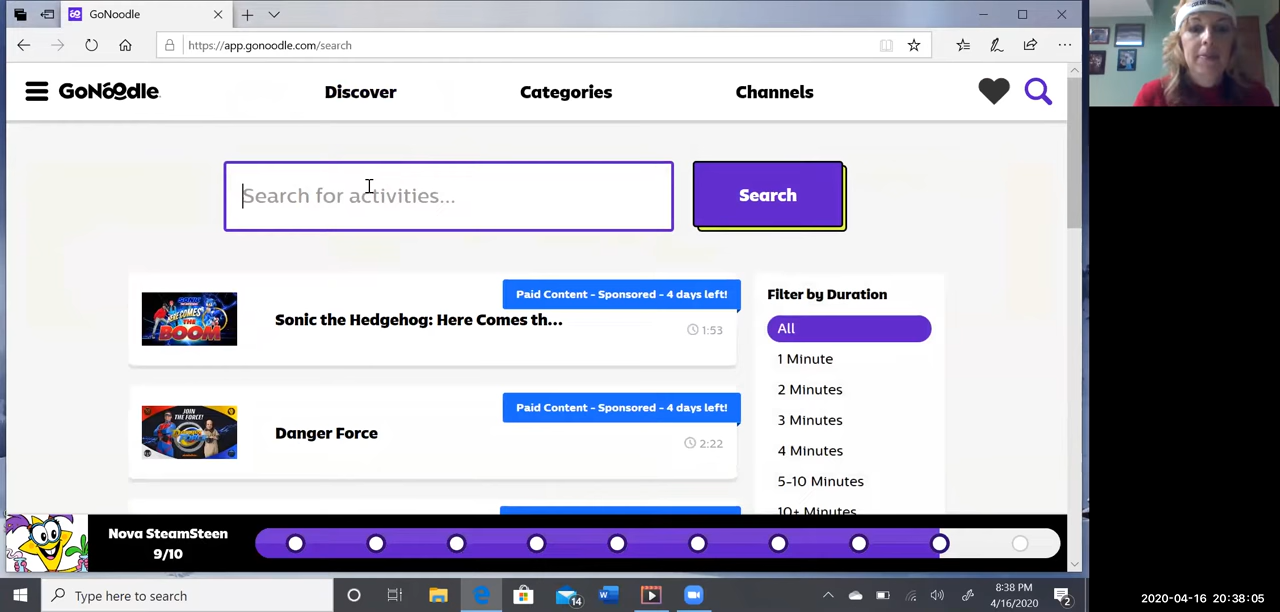 GoNoodle
https://app.gonoodle.com/search
GoNoodle
Discover
Categories
Channels
Search for activities...
Search
Paid Content - Sponsored - 4 days left!
Sonic the Hedgehog: Here Comes th...
1:53
Paid Content - Sponsored - 4 days left!
Danger Force
2:22
Filter by Duration
All
1 Minute
2 Minutes
3 Minutes
4 Minutes
5-10 Minutes
10+ Minutes
Nova SteamSteen
9/10
Type here to search
14
8:38 PM
4/16/2020
2
2020-04-16 20:38:05